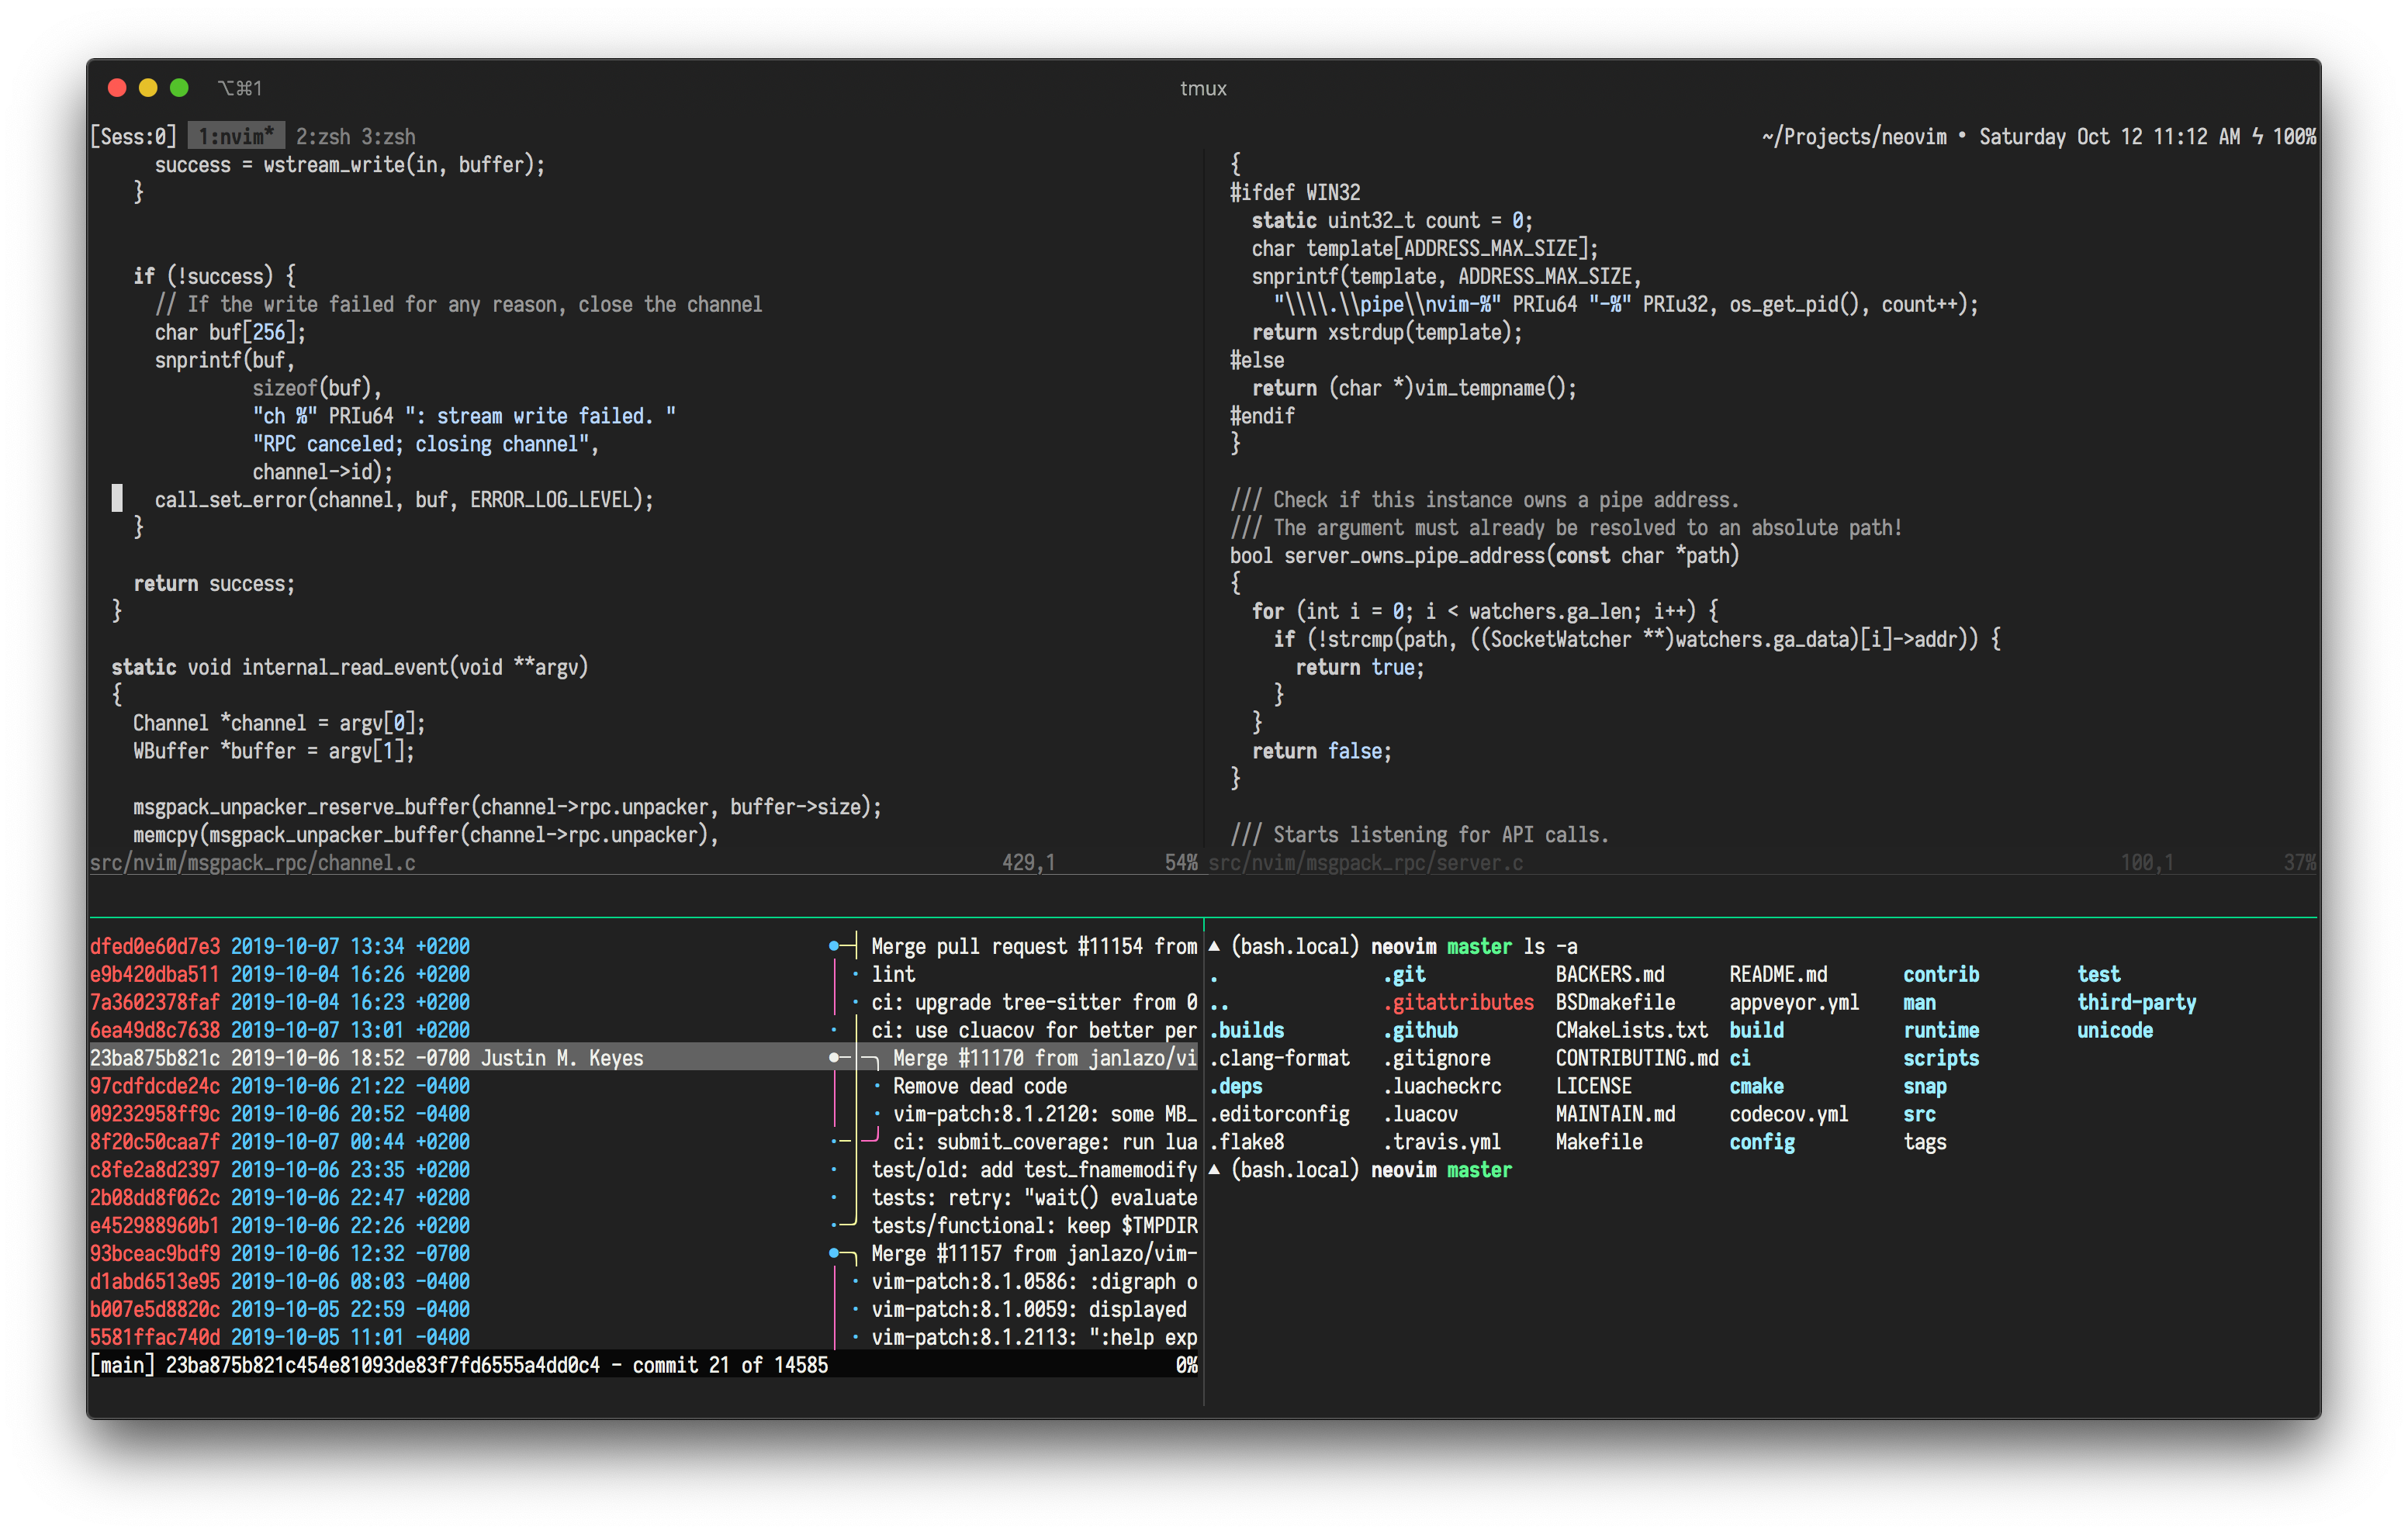 ⌥⌘1 tmux
[Sess:0] 1:nvim* 2:zsh 3:zsh ~/Projects/neovim • Saturday Oct 12 11:12 AM ϟ 100%
success = wstream_write(in, buffer);
}
if (!success) {
// If the write failed for any reason, close the channel
char buf[256];
snprintf(buf,
sizeof(buf),
"ch %" PRIu64 ": stream write failed. "
"RPC canceled; closing channel",
channel->id);
call_set_error(channel, buf, ERROR_LOG_LEVEL);
}
return success;
}
static void internal_read_event(void **argv)
{
Channel *channel = argv[0];
WBuffer *buffer = argv[1];
msgpack_unpacker_reserve_buffer(channel->rpc.unpacker, buffer->size);
memcpy(msgpack_unpacker_buffer(channel->rpc.unpacker),
src/nvim/msgpack_rpc/channel.c 429,1 54%
{
#ifdef WIN32
static uint32_t count = 0;
char template[ADDRESS_MAX_SIZE];
snprintf(template, ADDRESS_MAX_SIZE,
"\\\\.\\pipe\\nvim-%" PRIu64 "-%" PRIu32, os_get_pid(), count++);
return xstrdup(template);
#else
return (char *)vim_tempname();
#endif
}
/// Check if this instance owns a pipe address.
/// The argument must already be resolved to an absolute path!
bool server_owns_pipe_address(const char *path)
{
for (int i = 0; i < watchers.ga_len; i++) {
if (!strcmp(path, ((SocketWatcher **)watchers.ga_data)[i]->addr)) {
return true;
}
}
return false;
}
/// Starts listening for API calls.
src/nvim/msgpack_rpc/server.c 100,1 37%
dfed0e60d7e3 2019-10-07 13:34 +0200 Merge pull request #11154 from
e9b420dba511 2019-10-04 16:26 +0200 lint
7a3602378faf 2019-10-04 16:23 +0200 ci: upgrade tree-sitter from 0
6ea49d8c7638 2019-10-07 13:01 +0200 ci: use cluacov for better per
23ba875b821c 2019-10-06 18:52 -0700 Justin M. Keyes Merge #11170 from janlazo/vi
97cdfdcde24c 2019-10-06 21:22 -0400 Remove dead code
09232958ff9c 2019-10-06 20:52 -0400 vim-patch:8.1.2120: some MB_
8f20c50caa7f 2019-10-07 00:44 +0200 ci: submit_coverage: run lua
c8fe2a8d2397 2019-10-06 23:35 +0200 test/old: add test_fnamemodify
2b08dd8f062c 2019-10-06 22:47 +0200 tests: retry: "wait() evaluate
e452988960b1 2019-10-06 22:26 +0200 tests/functional: keep $TMPDIR
93bceac9bdf9 2019-10-06 12:32 -0700 Merge #11157 from janlazo/vim-
d1abd6513e95 2019-10-06 08:03 -0400 vim-patch:8.1.0586: :digraph o
b007e5d8820c 2019-10-05 22:59 -0400 vim-patch:8.1.0059: displayed
5581ffac740d 2019-10-05 11:01 -0400 vim-patch:8.1.2113: ":help exp
[main] 23ba875b821c454e81093de83f7fd6555a4dd0c4 - commit 21 of 14585 0%
▲ (bash.local) neovim master ls -a
. .git BACKERS.md README.md contrib test
.. .gitattributes BSDmakefile appveyor.yml man third-party
.builds .github CMakeLists.txt build runtime unicode
.clang-format .gitignore CONTRIBUTING.md ci scripts
.deps .luacheckrc LICENSE cmake snap
.editorconfig .luacov MAINTAIN.md codecov.yml src
.flake8 .travis.yml Makefile config tags
▲ (bash.local) neovim master